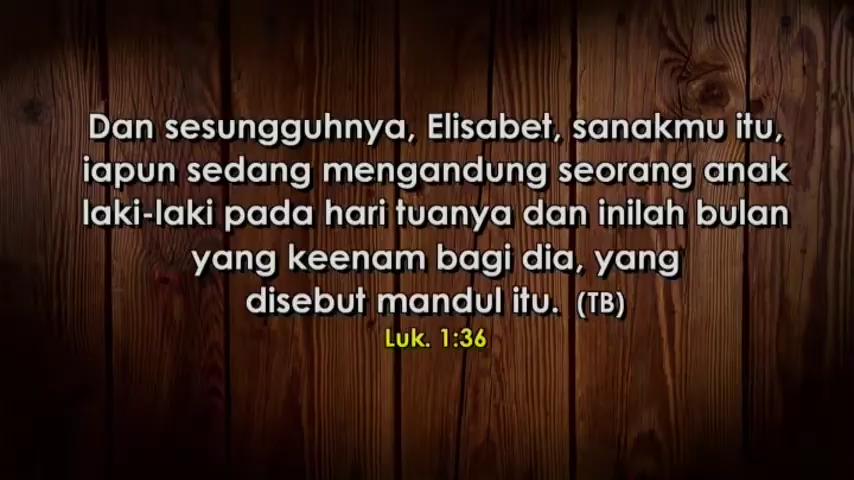 Dan sesungguhnya, Elisabet, sanakmu itu,
iapun sedang mengandung seorang anak
laki-laki pada hari tuanya dan inilah bulan
yang keenam bagi dia, yang
disebut mandul itu. (TB)
Luk. 1:36